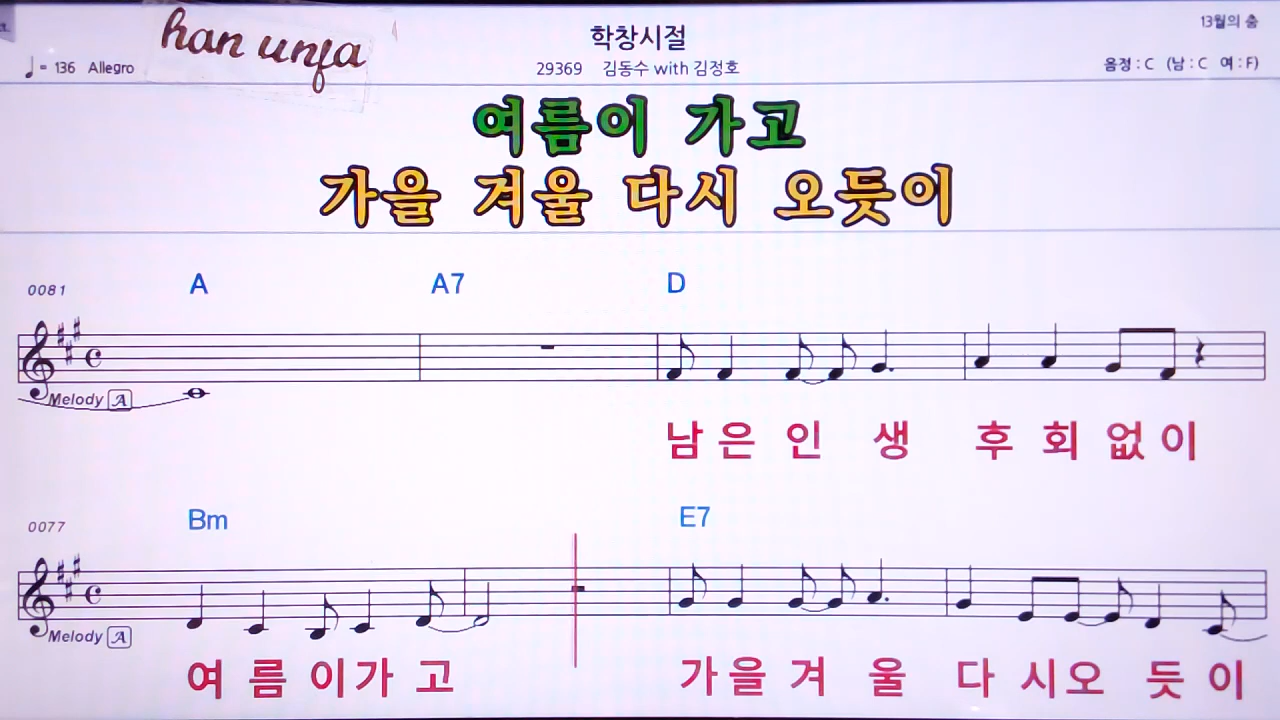 han unfa
학창시절
13월의 춤
♩ = 136 Allegro
29369 김동수 with 김정호
음정 : C (남 : C 여 : F)
여름이 가고
가을 겨울 다시 오듯이
0081 A A7 D
Melody A
남 은 인 생 후 회 없 이
0077 Bm E7
Melody A
여 름 이 가 고 가 을 겨 울 다 시 오 듯 이